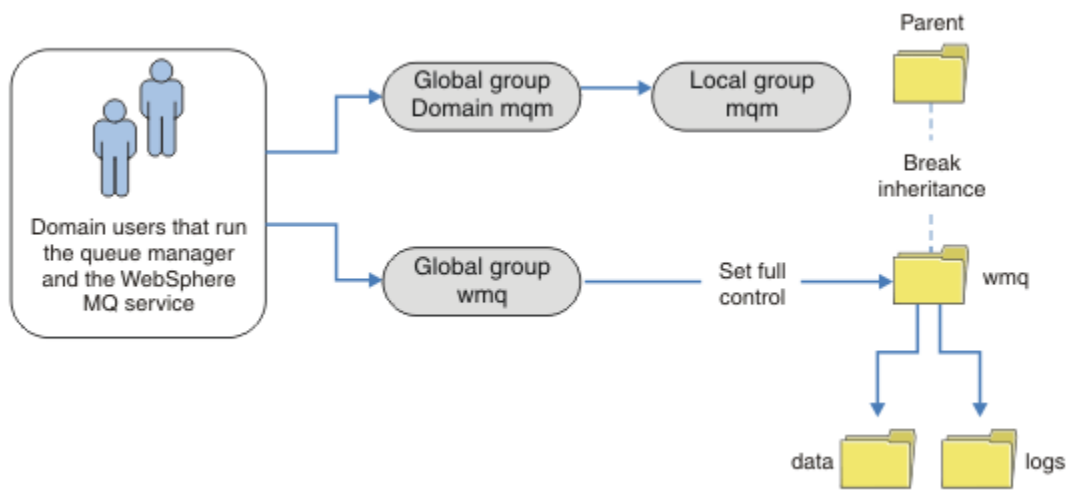 Parent
Global group
Domain mqm
Local group
mqm
Break
inheritance
Domain users that run
the queue manager
and the WebSphere
MQ service
Global group
wmq
Set full
control
wmq
data
logs